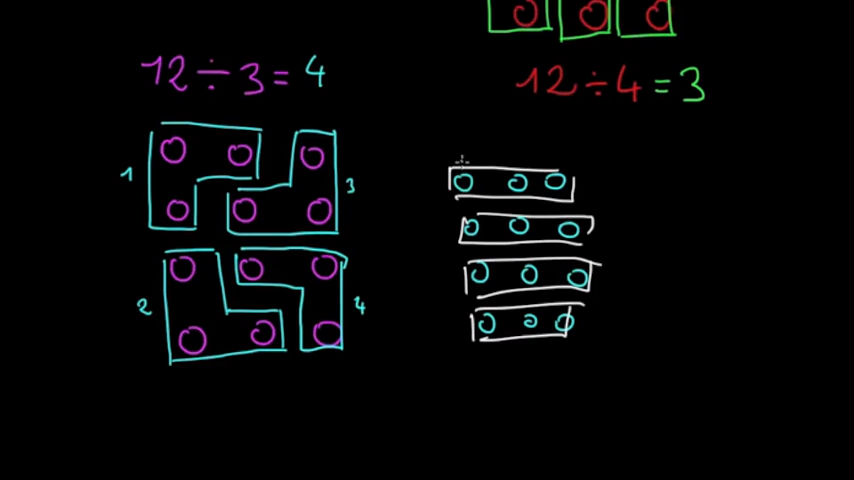 12 ÷ 3 = 4
12 ÷ 4 = 3
1
3
2
4